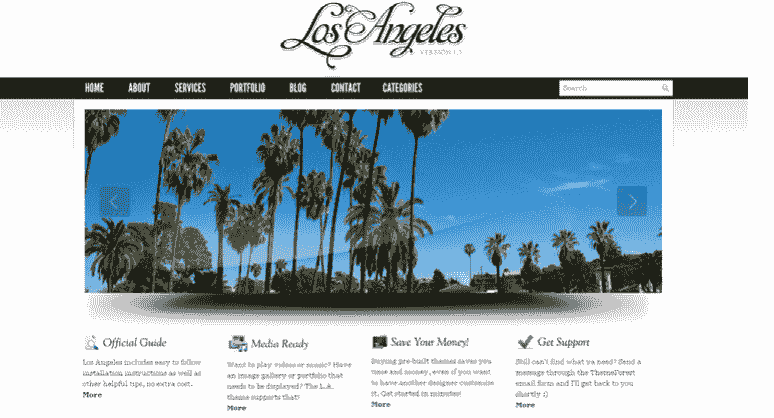 Los Angeles
VERSION 1.1
HOME ABOUT SERVICES PORTFOLIO BLOG CONTACT CATEGORIES Search
Official Guide
Los Angeles includes easy to follow
installation instructions as well as
other helpful tips, no extra cost.
More
Media Ready
Want to play videos or music? Have
an image gallery or portfolio that
needs to be displayed? The L.A.
theme supports that!
More
Save Your Money!
Buying pre-built themes saves you
time and money, even if you want
to have another designer customize
it. Get started in minutes!
More
Get Support
Still can't find what ya need? Send a
message through the ThemeForest
email form and I'll get back to you
shortly :)
More